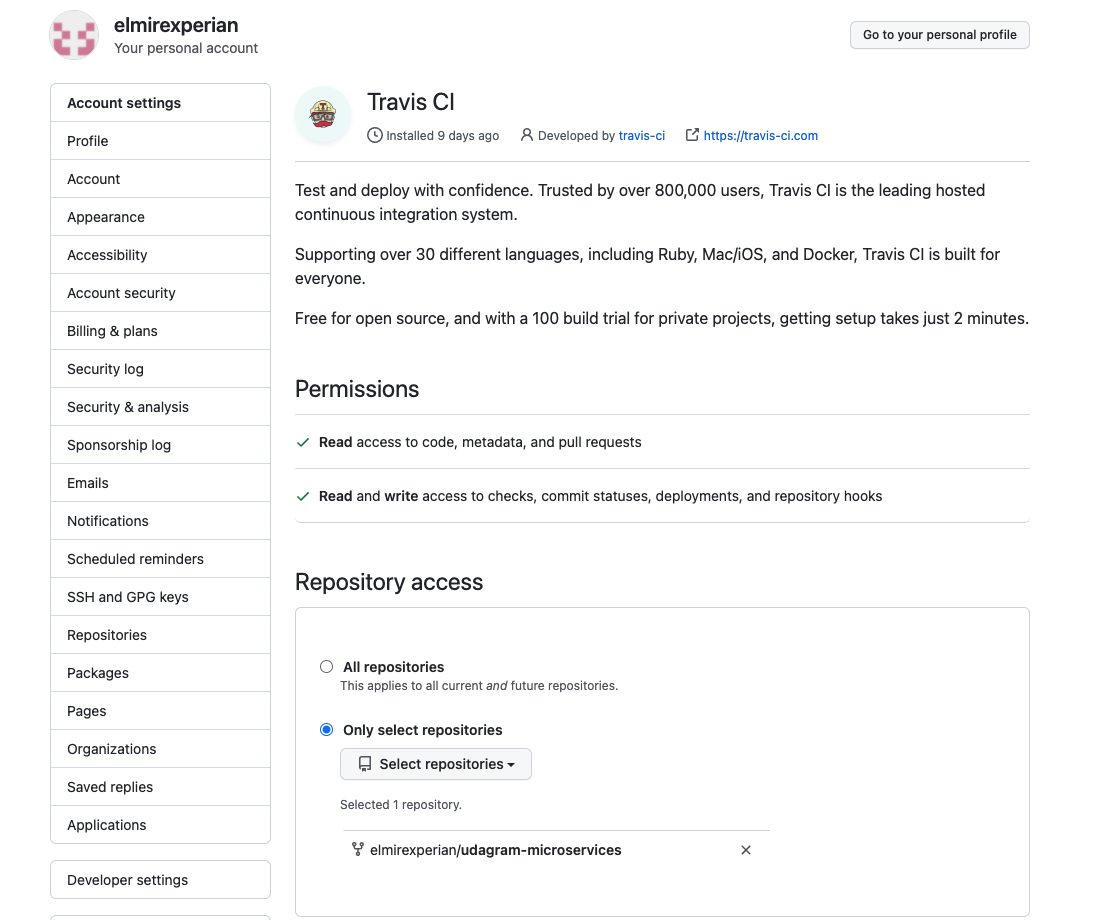 elmirexperian
Your personal account
Go to your personal profile
Account settings
Profile
Account
Appearance
Accessibility
Account security
Billing & plans
Security log
Security & analysis
Sponsorship log
Emails
Notifications
Scheduled reminders
SSH and GPG keys
Repositories
Packages
Pages
Organizations
Saved replies
Applications
Developer settings
Travis CI
Installed 9 days ago Developed by travis-ci https://travis-ci.com
Test and deploy with confidence. Trusted by over 800,000 users, Travis CI is the leading hosted
continuous integration system.
Supporting over 30 different languages, including Ruby, Mac/iOS, and Docker, Travis CI is built for
everyone.
Free for open source, and with a 100 build trial for private projects, getting setup takes just 2 minutes.
Permissions
Read access to code, metadata, and pull requests
Read and write access to checks, commit statuses, deployments, and repository hooks
Repository access
All repositories
This applies to all current and future repositories.
Only select repositories
Select repositories
Selected 1 repository.
elmirexperian/udagram-microservices